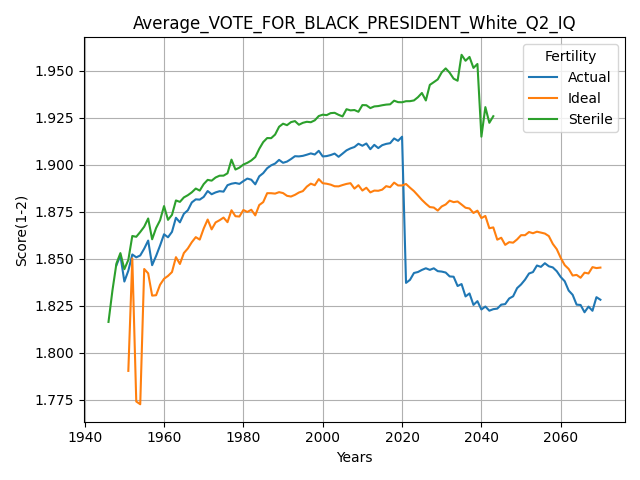 Average_VOTE_FOR_BLACK_PRESIDENT_White_Q2_IQ
Fertility
Actual
Ideal
Sterile
Score(1-2)
1.950
1.925
1.900
1.875
1.850
1.825
1.800
1.775
1940
1960
1980
2000
2020
2040
2060
Years